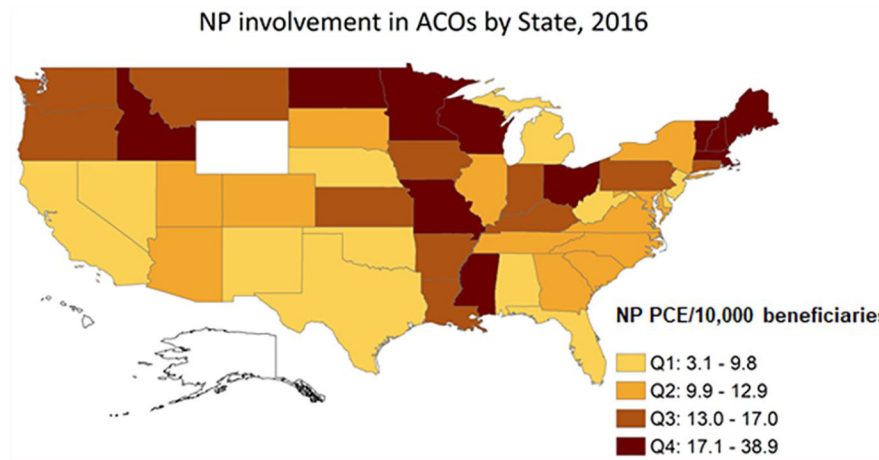 NP involvement in ACOs by State, 2016
NP PCE/10,000 beneficiaries
Q1: 3.1 - 9.8
Q2: 9.9 - 12.9
Q3: 13.0 - 17.0
Q4: 17.1 - 38.9